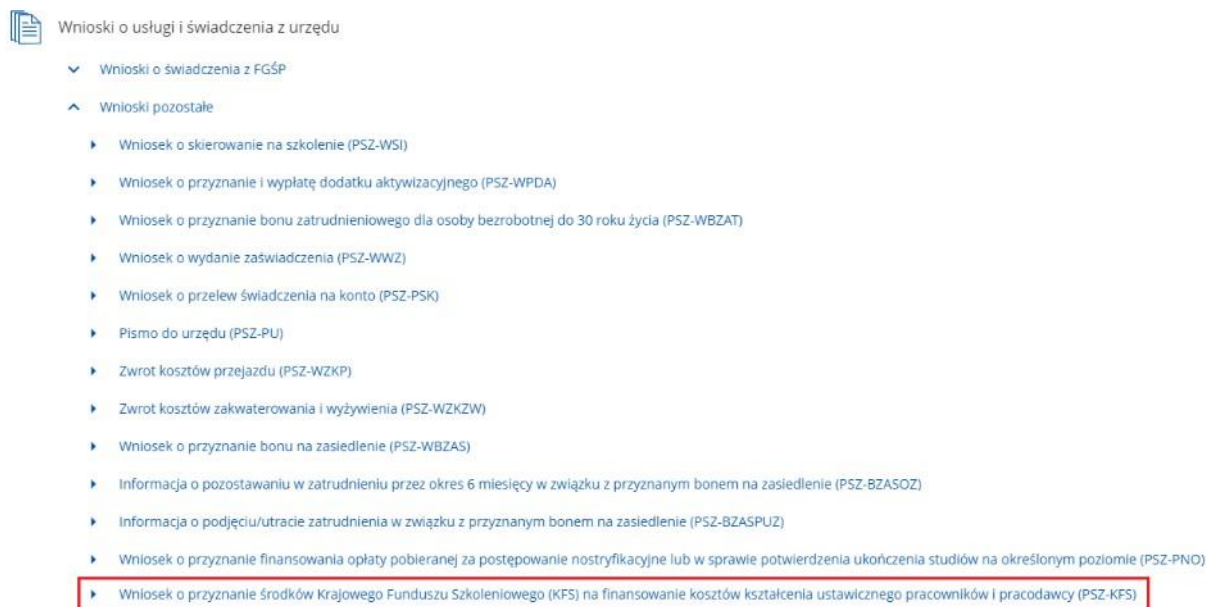 Wnioski o usługi i świadczenia z urzędu
Wnioski o świadczenia z FGŚP
Wnioski pozostałe
Wniosek o skierowanie na szkolenie (PSZ-WSI)
Wniosek o przyznanie i wypłatę dodatku aktywizacyjnego (PSZ-WPDA)
Wniosek o przyznanie bonu zatrudnieniowego dla osoby bezrobotnej do 30 roku życia (PSZ-WBZAT)
Wniosek o wydanie zaświadczenia (PSZ-WWZ)
Wniosek o przelew świadczenia na konto (PSZ-PSK)
Pismo do urzędu (PSZ-PU)
Zwrot kosztów przejazdu (PSZ-WZKP)
Zwrot kosztów zakwaterowania i wyżywienia (PSZ-WZKZW)
Wniosek o przyznanie bonu na zasiedlenie (PSZ-WBZAS)
Informacja o pozostawaniu w zatrudnieniu przez okres 6 miesięcy w związku z przyznanym bonem na zasiedlenie (PSZ-BZASOZ)
Informacja o podjęciu/utracie zatrudnienia w związku z przyznanym bonem na zasiedlenie (PSZ-BZASPUZ)
Wniosek o przyznanie finansowania opłaty pobieranej za postępowanie nostryfikacyjne lub w sprawie potwierdzenia ukończenia studiów na określonym poziomie (PSZ-PNO)
Wniosek o przyznanie środków Krajowego Funduszu Szkoleniowego (KFS) na finansowanie kosztów kształcenia ustawicznego pracowników i pracodawcy (PSZ-KFS)